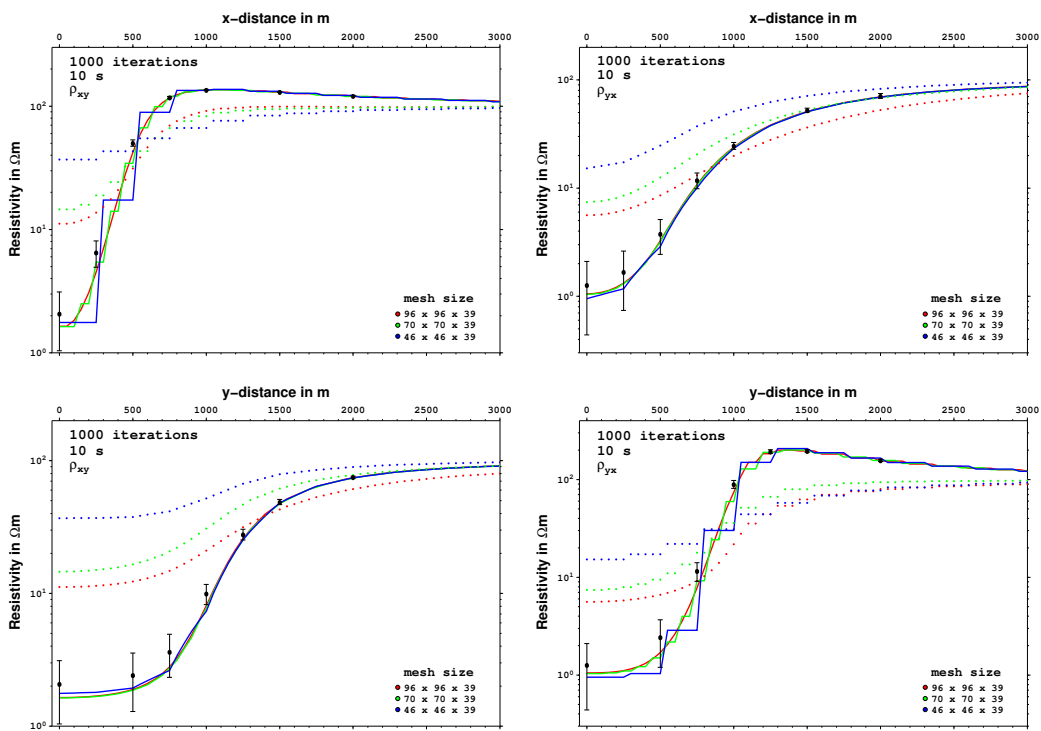 x−distance in m
0 500 1000 1500 2000 2500 3000
1000 iterations
10 s
ρxy
10²
10¹
10⁰
Resistivity in Ωm
mesh size
96 x 96 x 39
70 x 70 x 39
46 x 46 x 39
x−distance in m
0 500 1000 1500 2000 2500 3000
1000 iterations
10 s
ρyx
10²
10¹
10⁰
Resistivity in Ωm
mesh size
96 x 96 x 39
70 x 70 x 39
46 x 46 x 39
y−distance in m
0 500 1000 1500 2000 2500 3000
1000 iterations
10 s
ρxy
10²
10¹
10⁰
Resistivity in Ωm
mesh size
96 x 96 x 39
70 x 70 x 39
46 x 46 x 39
y−distance in m
0 500 1000 1500 2000 2500 3000
1000 iterations
10 s
ρyx
10²
10¹
10⁰
Resistivity in Ωm
mesh size
96 x 96 x 39
70 x 70 x 39
46 x 46 x 39